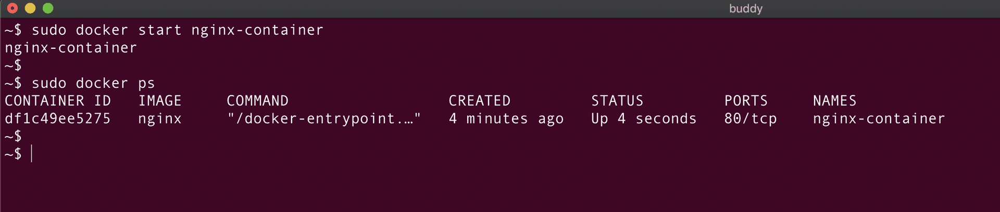 buddy
~$ sudo docker start nginx-container
nginx-container
~$
~$ sudo docker ps
CONTAINER ID   IMAGE     COMMAND                  CREATED         STATUS         PORTS     NAMES
df1c49ee5275   nginx     "/docker-entrypoint.…"   4 minutes ago   Up 4 seconds   80/tcp    nginx-container
~$
~$